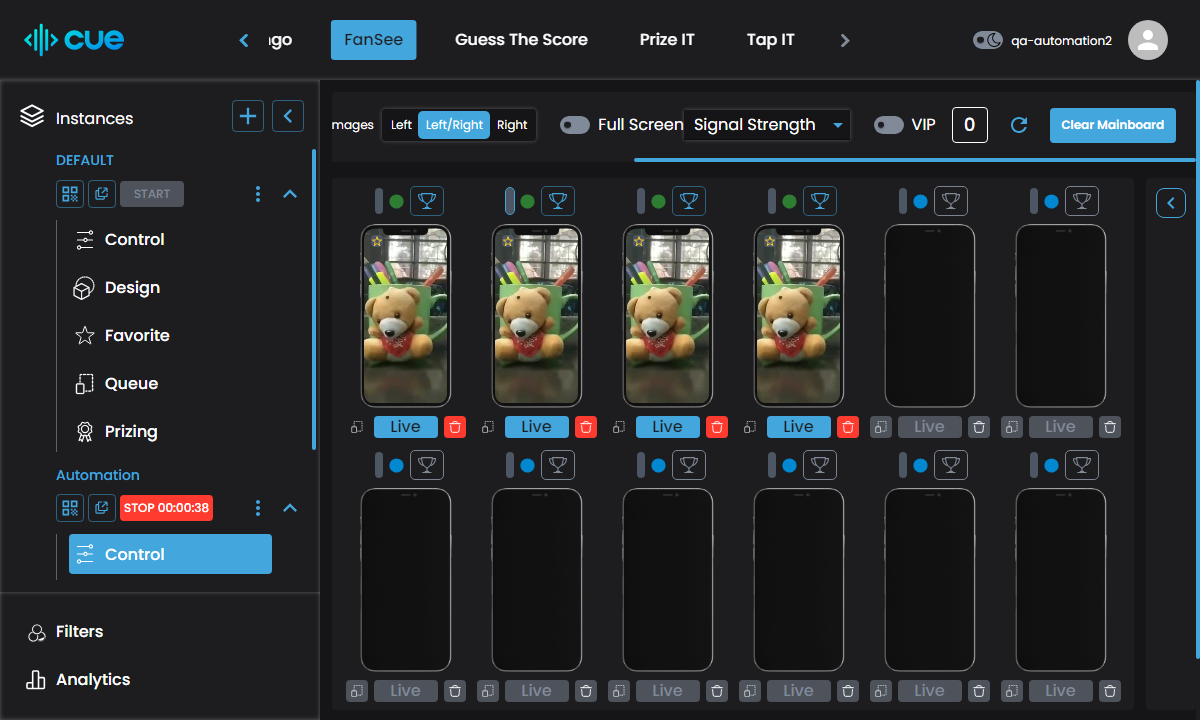 CUE
ngo
FanSee
Guess The Score
Prize IT
Tap IT
qa-automation2
Instances
mages
Left
Left/Right
Right
Full Screen
Signal Strength
VIP
0
Clear Mainboard
DEFAULT
START
Control
Design
Favorite
Queue
Prizing
Automation
STOP 00:00:38
Control
Filters
Analytics
Live
Live
Live
Live
Live
Live
Live
Live
Live
Live
Live
Live